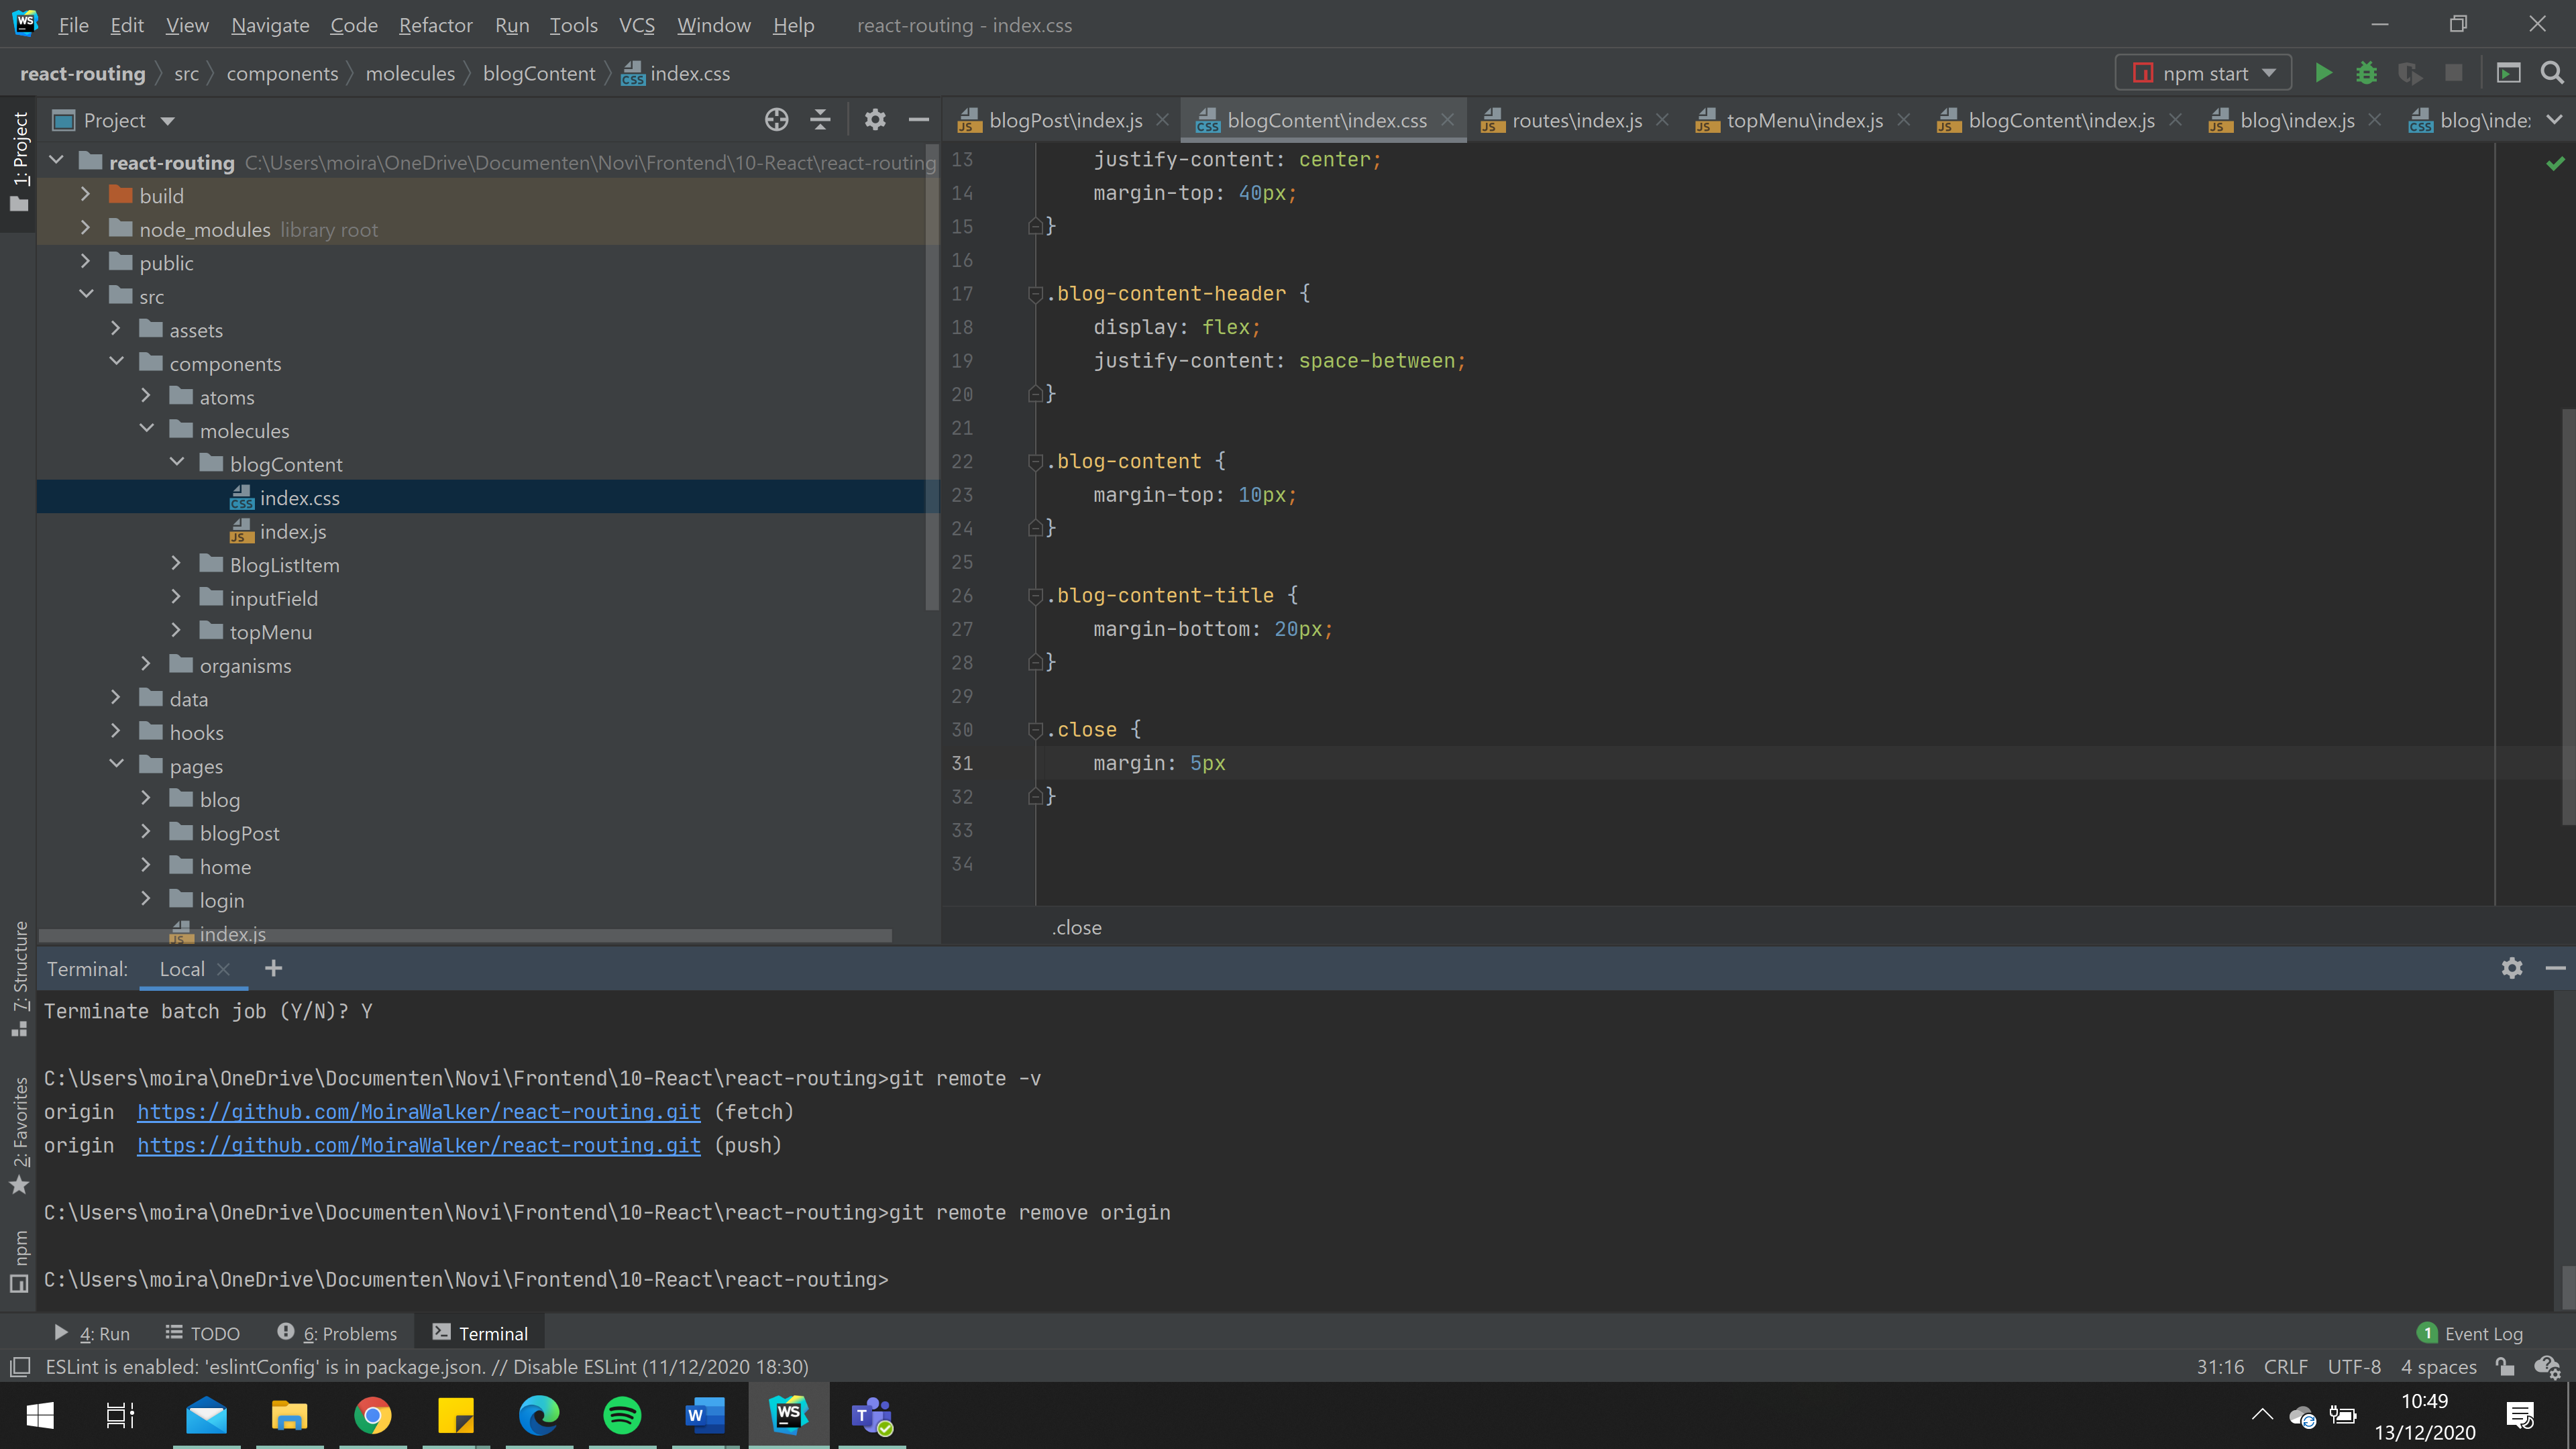 WS File Edit View Navigate Code Refactor Run Tools VCS Window Help react-routing - index.css
react-routing src components molecules blogContent index.css npm start
1: Project
Project
blogPost\index.js blogContent\index.css routes\index.js topMenu\index.js blogContent\index.js blog\index.js
react-routing C:\Users\moira\OneDrive\Documenten\Novi\Frontend\10-React\react-routing
build
node_modules library root
public
src
assets
components
atoms
molecules
blogContent
index.css
index.js
BlogListItem
inputField
topMenu
organisms
data
hooks
pages
blog
blogPost
home
login
index.js
13 justify-content: center;
14 margin-top: 40px;
15 }
16
17 .blog-content-header {
18 display: flex;
19 justify-content: space-between;
20 }
21
22 .blog-content {
23 margin-top: 10px;
24 }
25
26 .blog-content-title {
27 margin-bottom: 20px;
28 }
29
30 .close {
31 margin: 5px
32 }
33
34
.close
7: Structure
2: Favorites
npm
Terminal: Local
Terminate batch job (Y/N)? Y
C:\Users\moira\OneDrive\Documenten\Novi\Frontend\10-React\react-routing>git remote -v
origin https://github.com/MoiraWalker/react-routing.git (fetch)
origin https://github.com/MoiraWalker/react-routing.git (push)
C:\Users\moira\OneDrive\Documenten\Novi\Frontend\10-React\react-routing>git remote remove origin
C:\Users\moira\OneDrive\Documenten\Novi\Frontend\10-React\react-routing>
4: Run TODO 6: Problems Terminal 1 Event Log
ESLint is enabled: 'eslintConfig' is in package.json. // Disable ESLint (11/12/2020 18:30) 31:16 CRLF UTF-8 4 spaces
10:49
13/12/2020